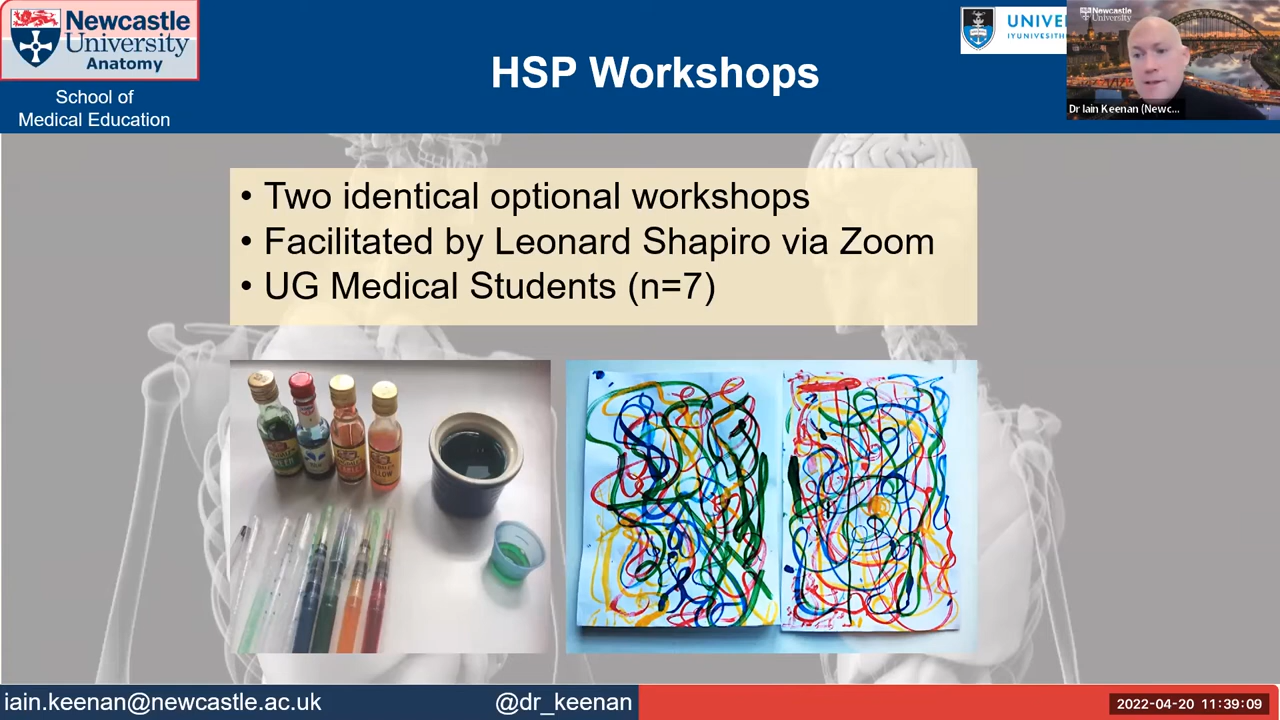 Newcastle
University
Anatomy
School of
Medical Education
HSP Workshops
Newcastle
University
Dr Iain Keenan (Newc...
• Two identical optional workshops
• Facilitated by Leonard Shapiro via Zoom
• UG Medical Students (n=7)
iain.keenan@newcastle.ac.uk
@dr_keenan
2022-04-20 11:39:09